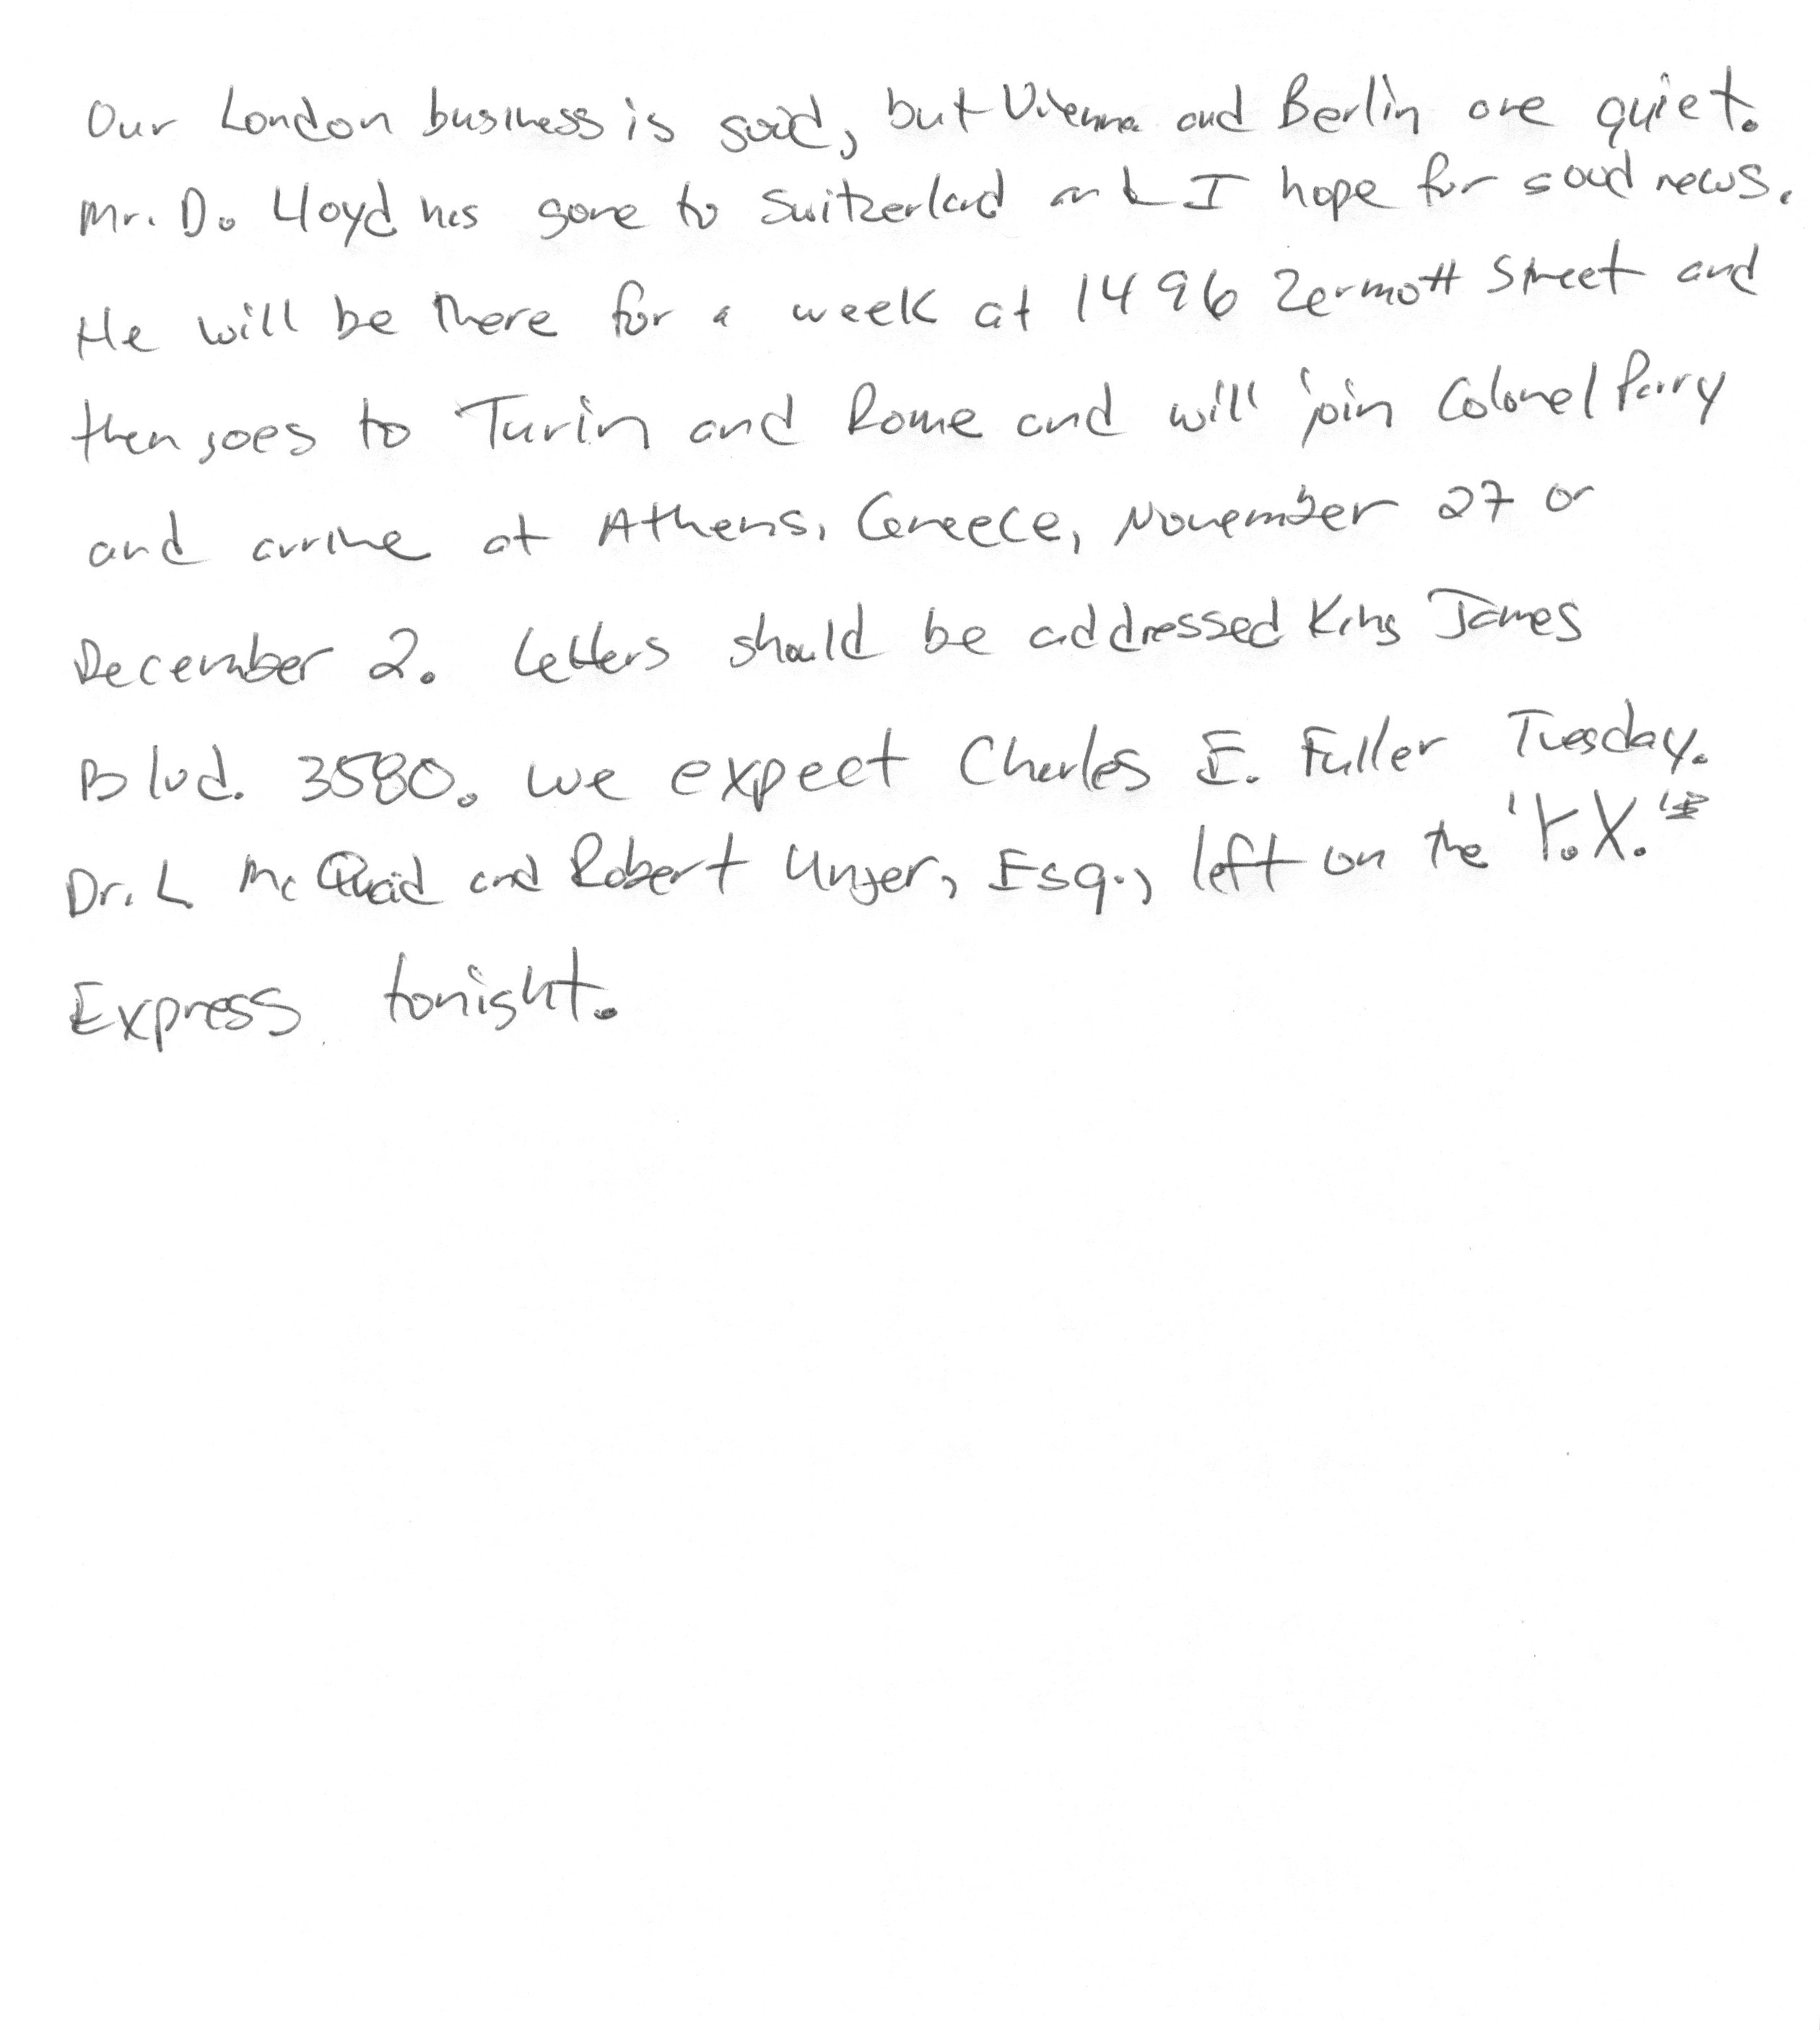 Our London business is good, but Vienna and Berlin are quiet.
Mr. D. Lloyd has gone to Switzerland and I hope for good news.
He will be there for a week at 1496 Zermott Street and
then goes to Turin and Rome and will join Colonel Parry
and arrive at Athens, Greece, November 27 or
December 2. Letters should be addressed King James
Blvd. 3580. We expect Charles E. Fuller Tuesday.
Dr. L McQuaid and Robert Unger, Esq., left on the 'Y.X.'
Express tonight.